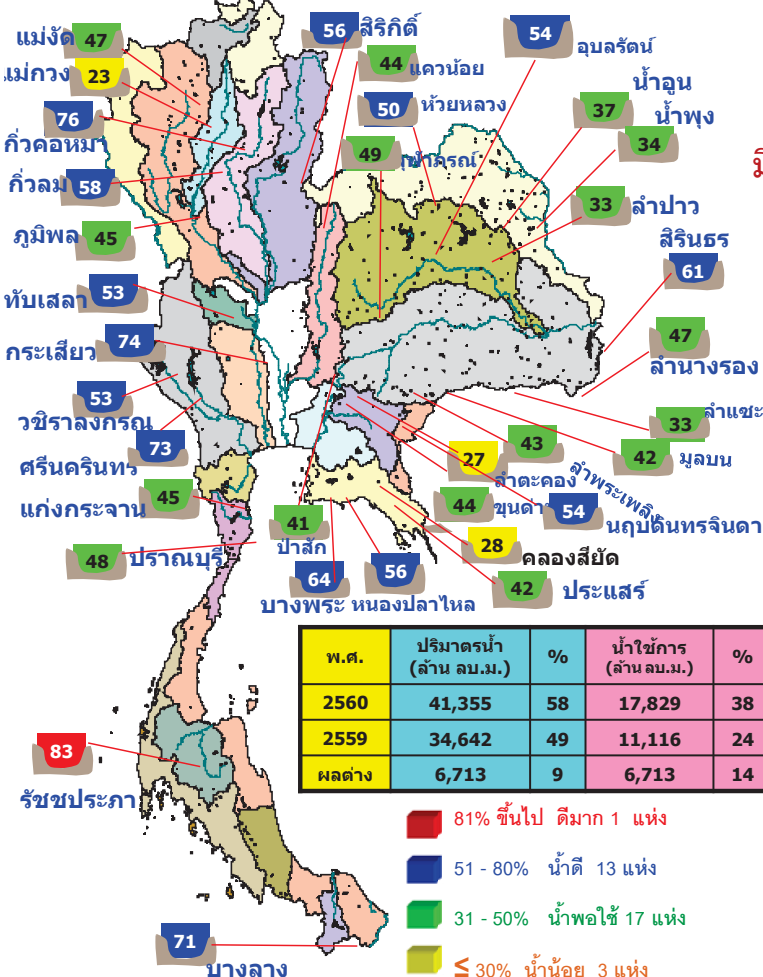 แม่งัด 47
แม่กวง 23
76
กิ่วคอหมา
กิ่วลม 58
ภูมิพล 45
ทับเสลา 53
กระเสียว 74
53
วชิราลงกรณ
73
ศรีนครินทร
แก่งกระจาน 45
48 ปราณบุรี
56 สิริกิติ์
44 แควน้อย
50 ห้วยหลวง
49
54 อุบลรัตน์
น้ำอูน
37 น้ำพุง
34
33 ลำปาว
สิรินธร
61
47
ลำนางรอง
33 ลำแชะ
42 มูลบน
43
27
ลำตะคอง
ลำพระเพลิง
44 ขุนด่า
54 นฤบดินทรจินดา
28 คลองสียัด
42 ประแสร์
41
ป่าสัก
64
บางพระ
56
หนองปลาไหล
83
รัชชประภา
71
บางลาง
พ.ศ. ปริมาตรน้ำ (ล้าน ลบ.ม.) % น้ำใช้การ (ล้าน ลบ.ม.) %
2560 41,355 58 17,829 38
2559 34,642 49 11,116 24
ผลต่าง 6,713 9 6,713 14
81% ขึ้นไป ดีมาก 1 แห่ง
51 - 80% น้ำดี 13 แห่ง
31 - 50% น้ำพอใช้ 17 แห่ง
≤ 30% น้ำน้อย 3 แห่ง